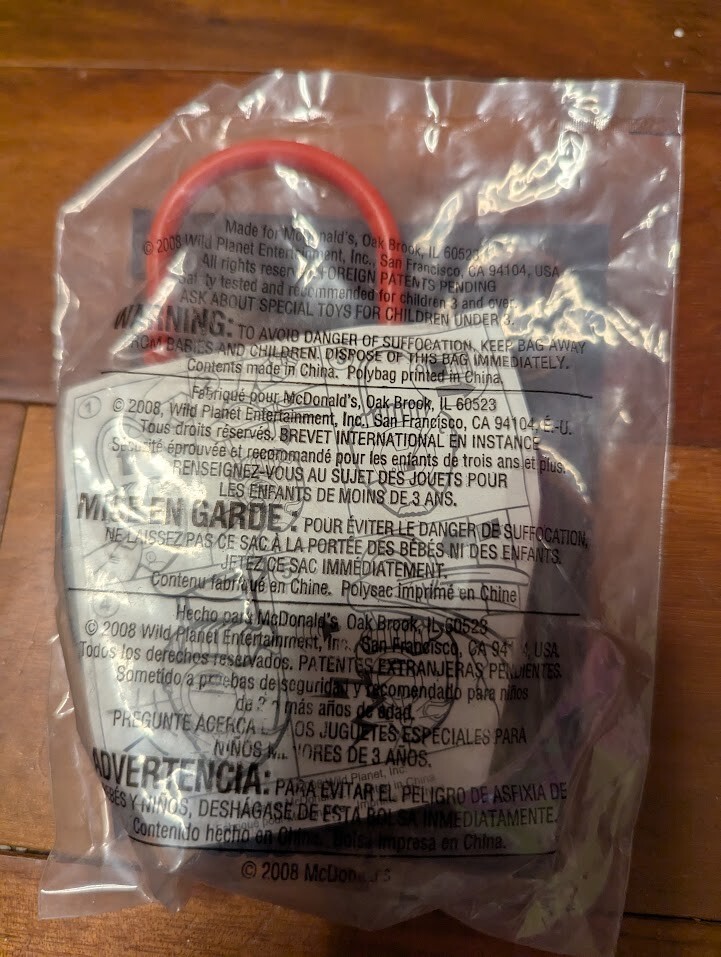 Made for McDonald's, Oak Brook, IL 60523
© 2008 Wild Planet Entertainment, Inc., San Francisco, CA 94104, USA
All rights reserved. FOREIGN PATENTS PENDING
Safety tested and recommended for children 3 and over.
ASK ABOUT SPECIAL TOYS FOR CHILDREN UNDER 3.
WARNING: TO AVOID DANGER OF SUFFOCATION, KEEP BAG AWAY
FROM BABIES AND CHILDREN. DISPOSE OF THIS BAG IMMEDIATELY.
Contents made in China. Polybag printed in China.
Fabriqué pour McDonald's, Oak Brook, IL 60523
© 2008, Wild Planet Entertainment, Inc., San Francisco, CA 94104, É.-U.
Tous droits réservés. BREVET INTERNATIONAL EN INSTANCE
Sécurité éprouvée et recommandé pour les enfants de trois ans et plus.
RENSEIGNEZ-VOUS AU SUJET DES JOUETS POUR
LES ENFANTS DE MOINS DE 3 ANS.
MISE EN GARDE : POUR ÉVITER LE DANGER DE SUFFOCATION,
NE LAISSEZ PAS CE SAC À LA PORTÉE DES BÉBÉS NI DES ENFANTS.
JETEZ CE SAC IMMÉDIATEMENT.
Contenu fabriqué en Chine. Polysac imprimé en Chine
Hecho para McDonald's, Oak Brook, IL 60523
© 2008 Wild Planet Entertainment, Inc., San Francisco, CA 94104, USA
Todos los derechos reservados. PATENTES EXTRANJERAS PENDIENTES.
Sometido a pruebas de seguridad y recomendado para niños
de 3 o más años de edad.
PREGUNTE ACERCA DE LOS JUGUETES ESPECIALES PARA
NIÑOS MENORES DE 3 AÑOS.
ADVERTENCIA: PARA EVITAR EL PELIGRO DE ASFIXIA DE
BEBÉS Y NIÑOS, DESHÁGASE DE ESTA BOLSA INMEDIATAMENTE.
Contenido hecho en China. Bolsa impresa en China.
© 2008 McDonald's
1
4
Wild Planet, Inc.
in China